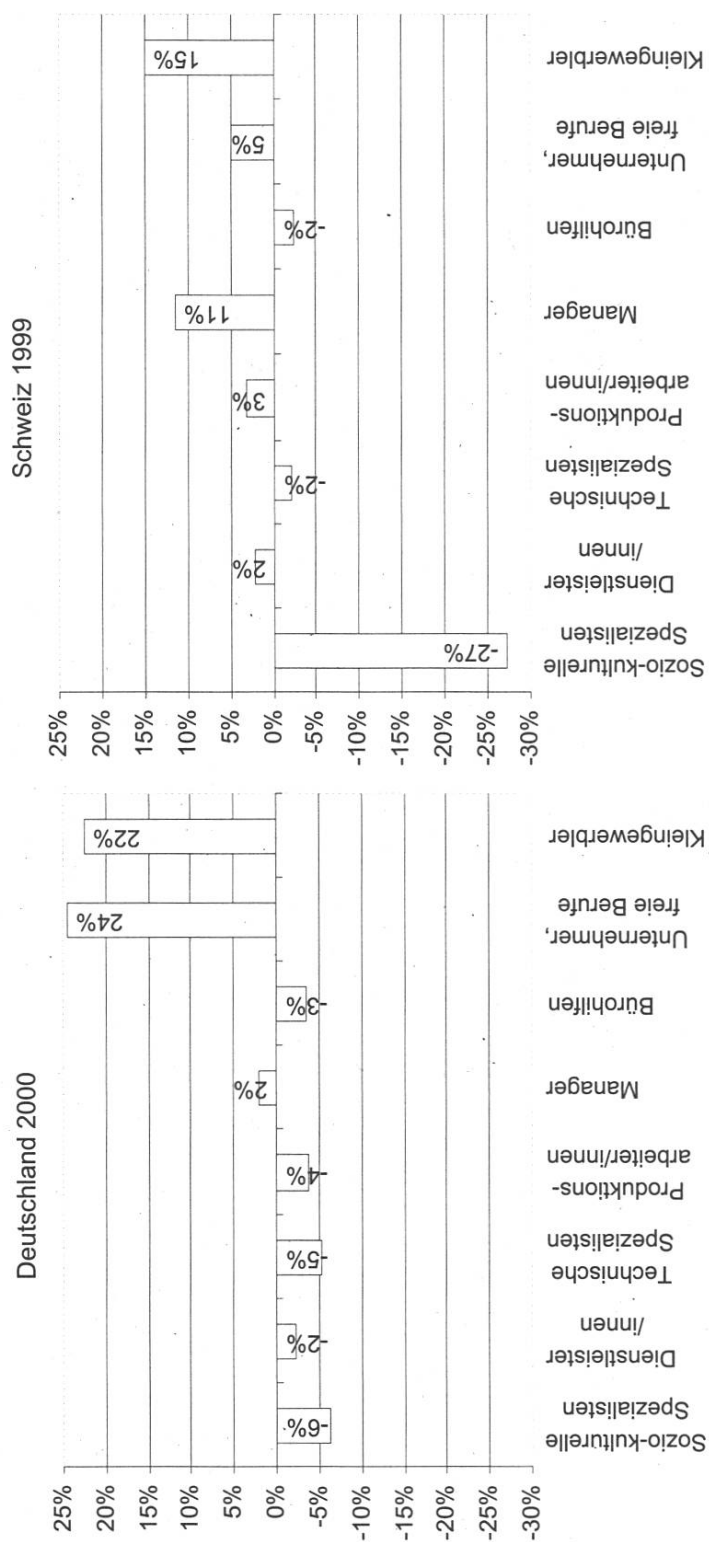 Deutschland 2000
25%
20%
15%
10%
5%
0%
-5%
-10%
-15%
-20%
-25%
-30%
-6%
-2%
-5%
-4%
2%
-3%
24%
22%
Sozio-kulturelle
Spezialisten
Dienstleister
/innen
Technische
Spezialisten
Produktions-
arbeiter/innen
Manager
Bürohilfen
Unternehmer,
freie Berufe
Kleingewerbler
Schweiz 1999
25%
20%
15%
10%
5%
0%
-5%
-10%
-15%
-20%
-25%
-30%
-27%
2%
-2%
3%
11%
-2%
5%
15%
Sozio-kulturelle
Spezialisten
Dienstleister
/innen
Technische
Spezialisten
Produktions-
arbeiter/innen
Manager
Bürohilfen
Unternehmer,
freie Berufe
Kleingewerbler